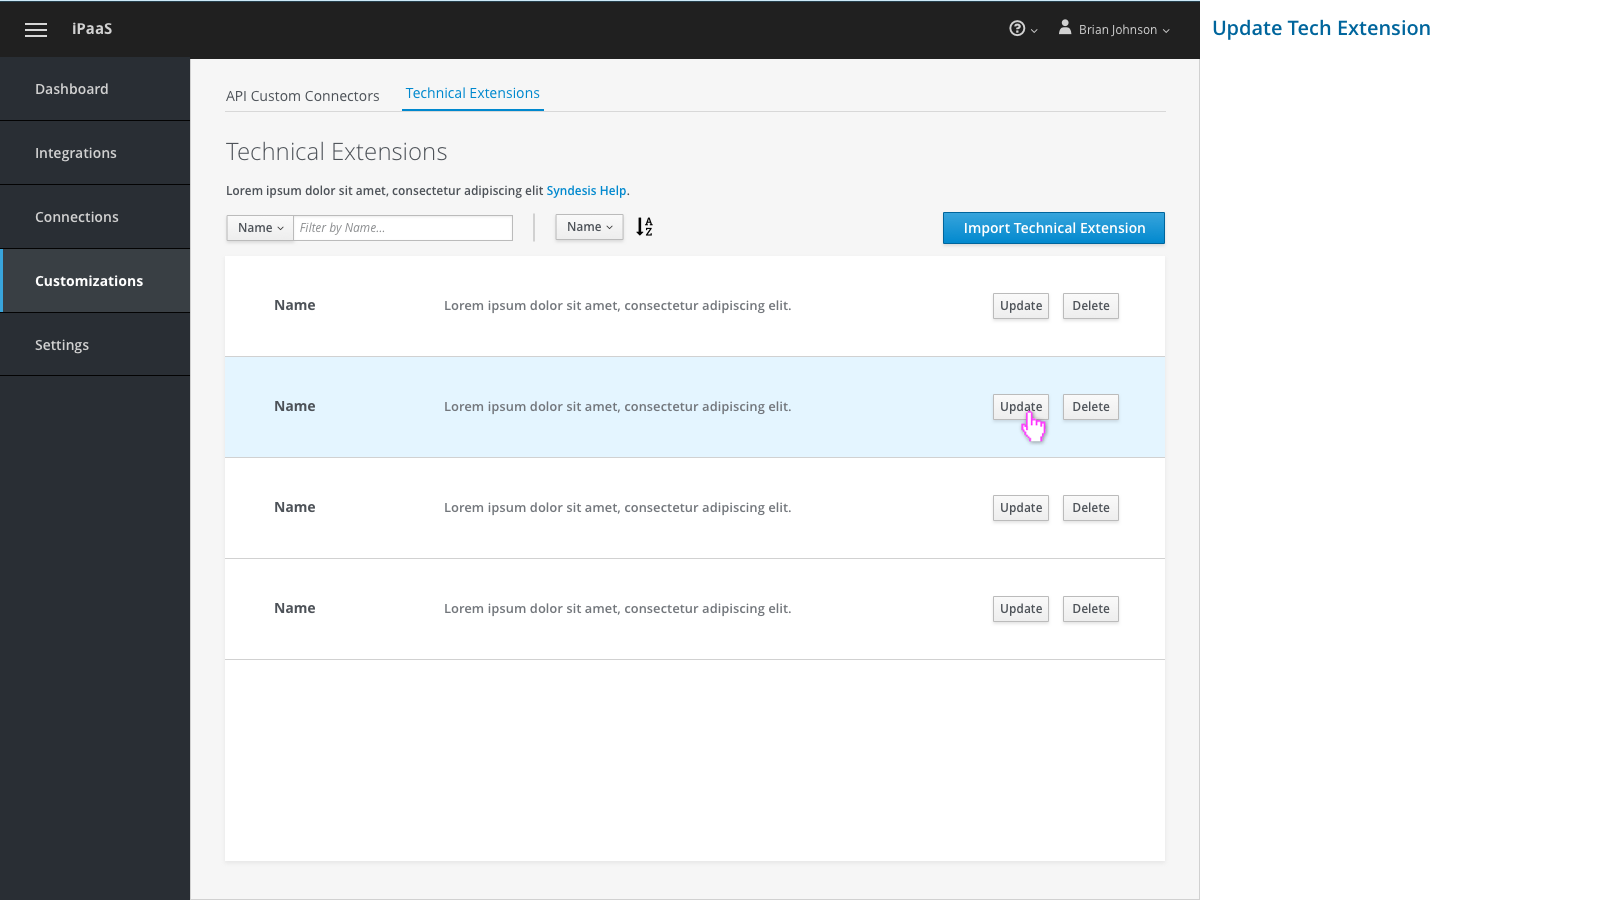 iPaaS
Brian Johnson
Update Tech Extension
Dashboard
Integrations
Connections
Customizations
Settings
API Custom Connectors
Technical Extensions
Technical Extensions
Lorem ipsum dolor sit amet, consectetur adipiscing elit Syndesis Help.
Name Filter by Name... Name A Z Import Technical Extension
Name Lorem ipsum dolor sit amet, consectetur adipiscing elit. Update Delete
Name Lorem ipsum dolor sit amet, consectetur adipiscing elit. Update Delete
Name Lorem ipsum dolor sit amet, consectetur adipiscing elit. Update Delete
Name Lorem ipsum dolor sit amet, consectetur adipiscing elit. Update Delete